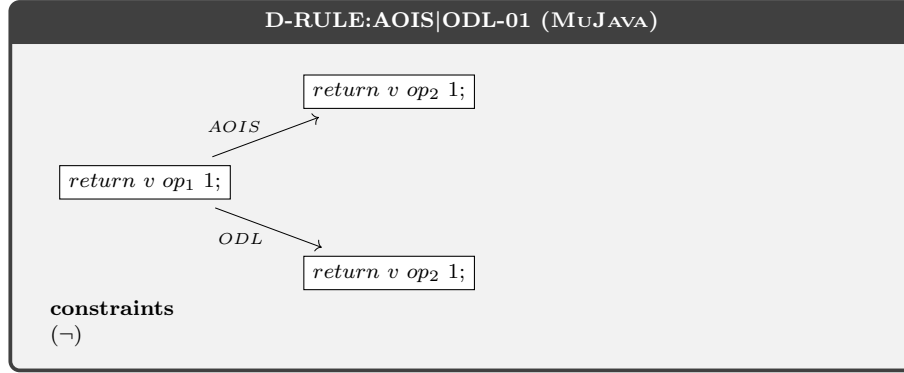 D-RULE:AOIS|ODL-01 (MUJAVA)
return v op₂ 1;
AOIS
return v op₁ 1;
ODL
return v op₂ 1;
constraints
(¬)